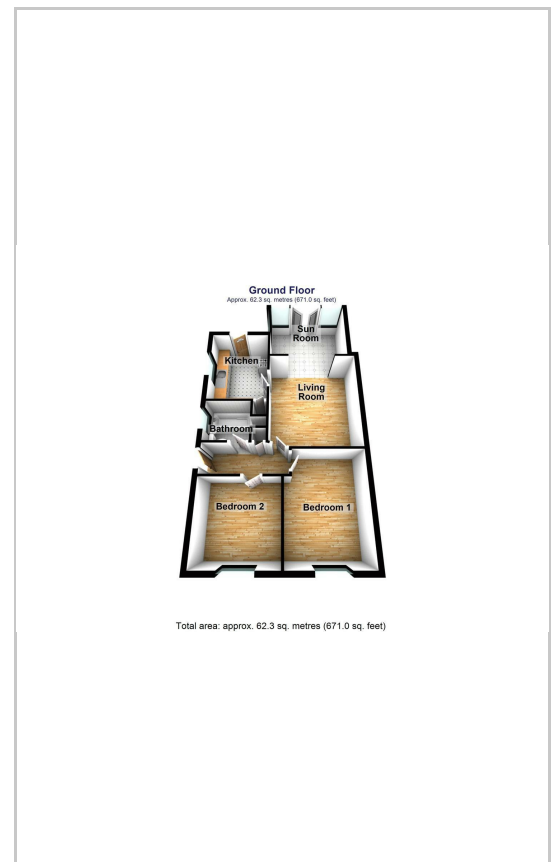 Ground Floor
Approx. 62.3 sq. metres (671.0 sq. feet)
Sun
Room
Kitchen
Living
Room
Bathroom
Bedroom 2
Bedroom 1
Total area: approx. 62.3 sq. metres (671.0 sq. feet)